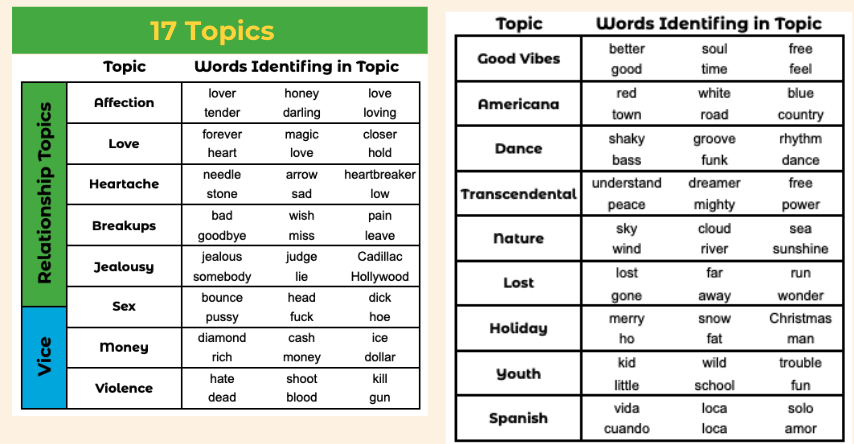 17 Topics
Topic Words Identifing in Topic
Relationship Topics
Vice
Affection
lover honey love
tender darling loving
Love
forever magic closer
heart love hold
Heartache
needle arrow heartbreaker
stone sad low
Breakups
bad wish pain
goodbye miss leave
Jealousy
jealous judge Cadillac
somebody lie Hollywood
Sex
bounce head dick
pussy fuck hoe
Money
diamond cash ice
rich money dollar
Violence
hate shoot kill
dead blood gun
Topic Words Identifing in Topic
Good Vibes
better soul free
good time feel
Americana
red white blue
town road country
Dance
shaky groove rhythm
bass funk dance
Transcendental
understand dreamer free
peace mighty power
Nature
sky cloud sea
wind river sunshine
Lost
lost far run
gone away wonder
Holiday
merry snow Christmas
ho fat man
Youth
kid wild trouble
little school fun
Spanish
vida loca solo
cuando loca amor